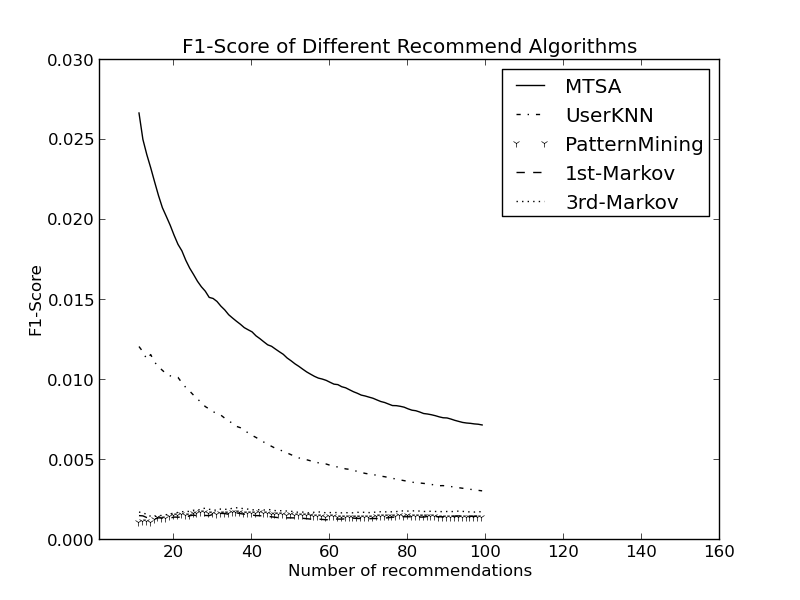 F1-Score of Different Recommend Algorithms
0.030
0.025
0.020
0.015
0.010
0.005
0.000
F1-Score
MTSA
UserKNN
PatternMining
1st-Markov
3rd-Markov
20 40 60 80 100 120 140 160
Number of recommendations